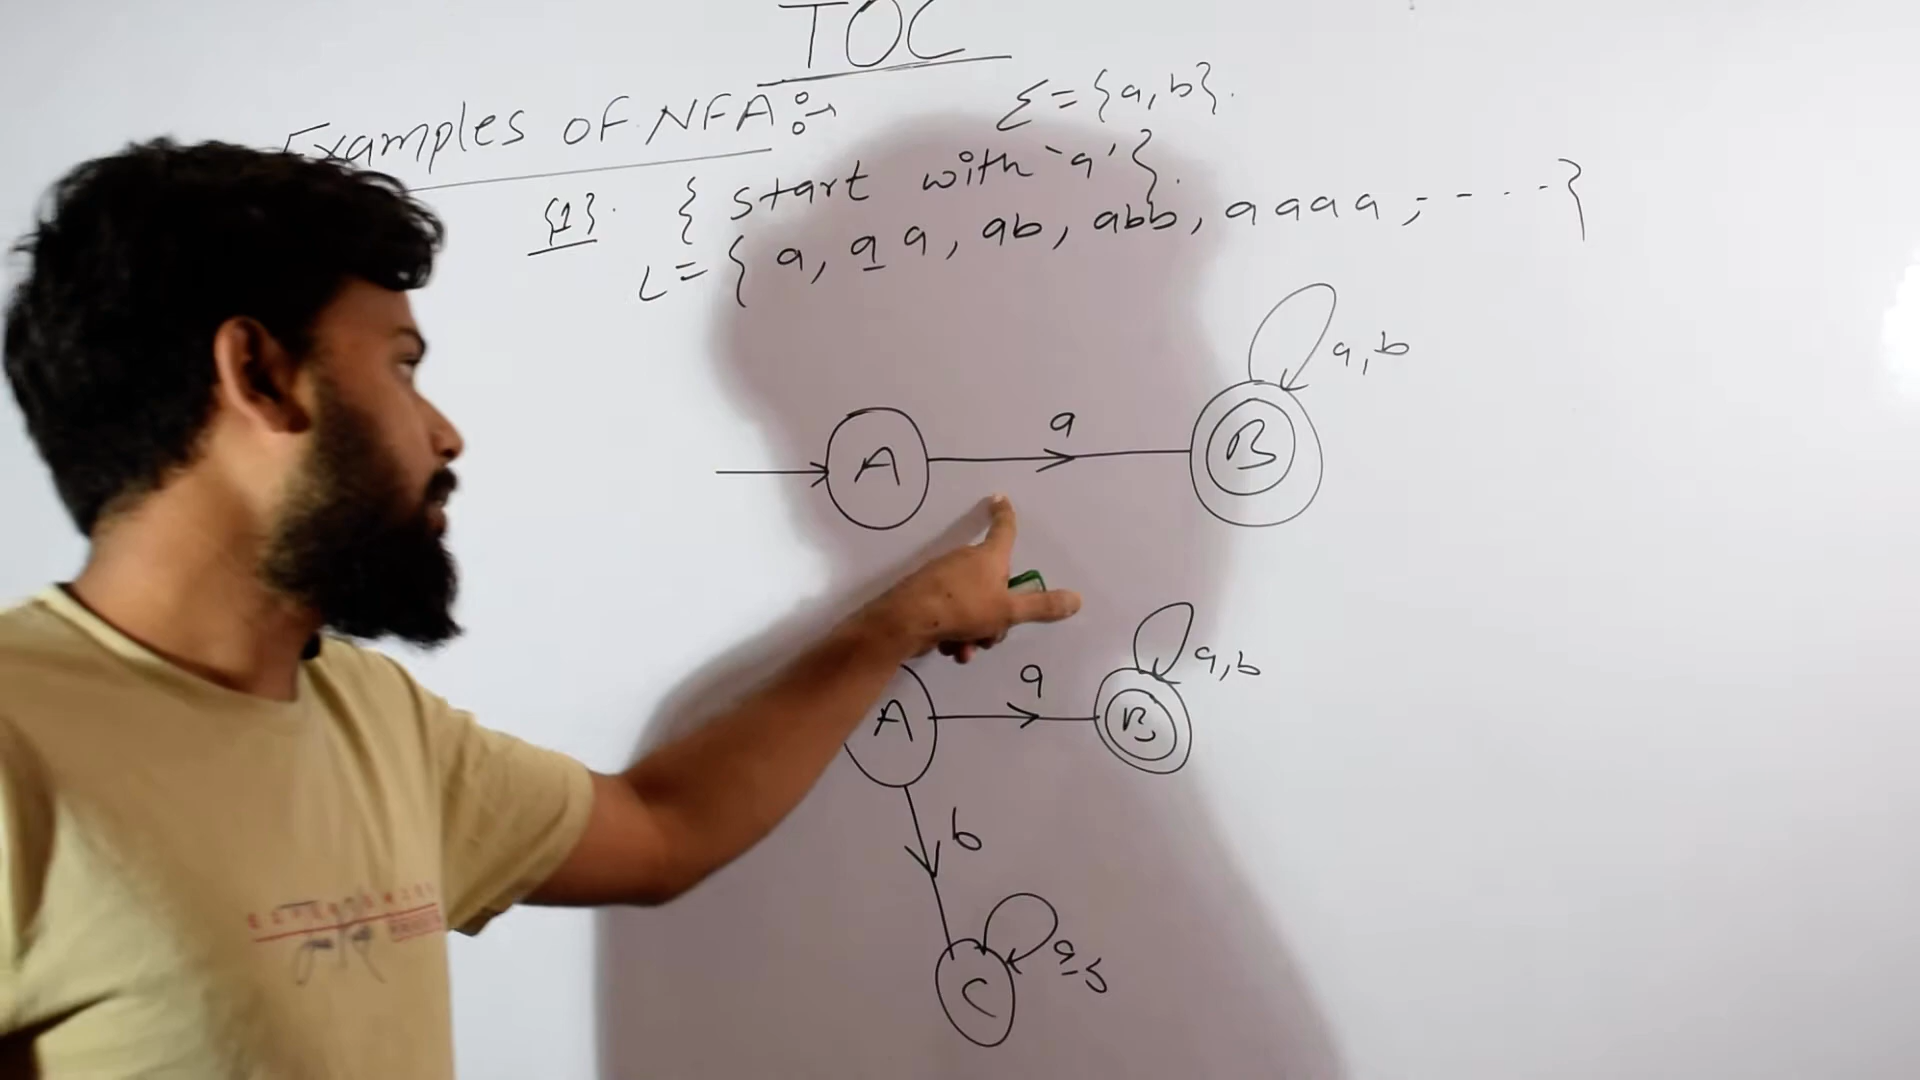 TOC
Examples OF NFA:→
Σ={a,b}.
{1}. {start with 'a'}.
L={a, aa, ab, abb, aaaa, - - - -}
a,b
A a B
a,b
A a B
b
a,b
C